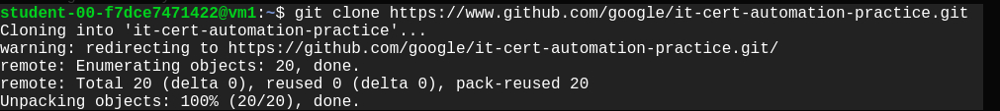 student-00-f7dce7471422@vm1:~$ git clone https://www.github.com/google/it-cert-automation-practice.git
Cloning into 'it-cert-automation-practice'...
warning: redirecting to https://github.com/google/it-cert-automation-practice.git/
remote: Enumerating objects: 20, done.
remote: Total 20 (delta 0), reused 0 (delta 0), pack-reused 20
Unpacking objects: 100% (20/20), done.